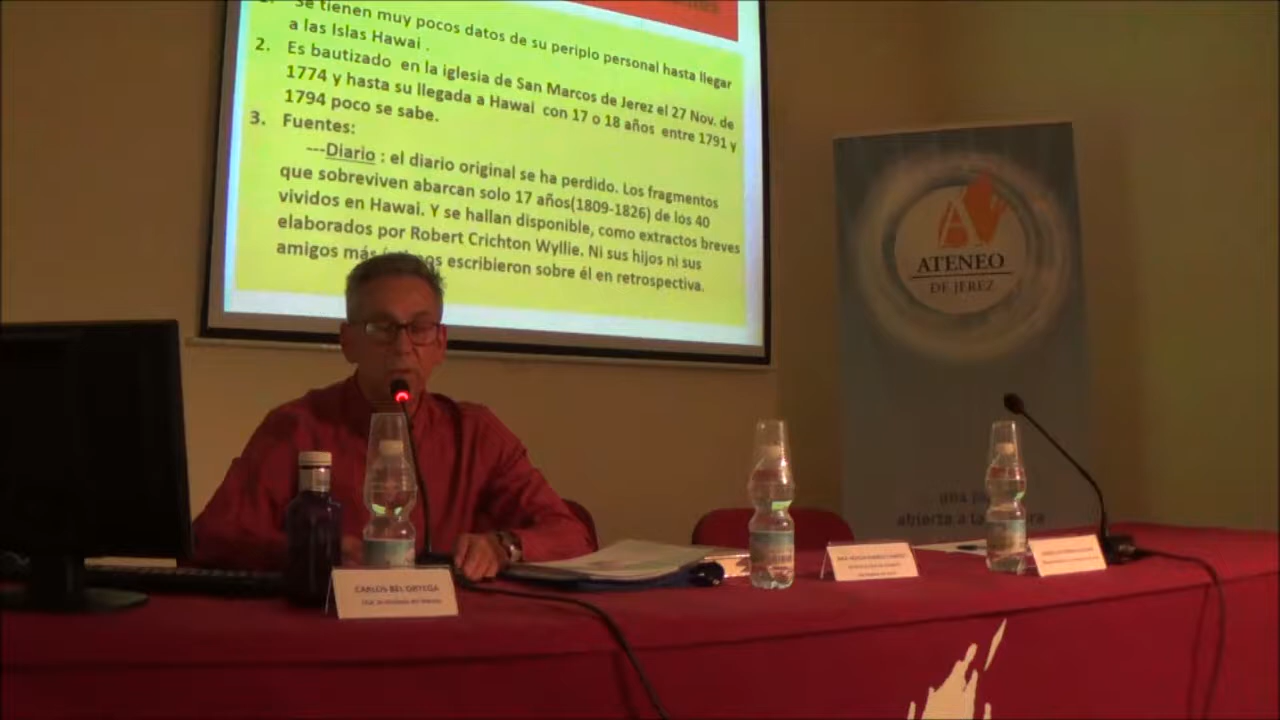 1. Se tienen muy pocos datos de su periplo personal hasta llegar
a las Islas Hawai .
2. Es bautizado en la iglesia de San Marcos de Jerez el 27 Nov. de
1774 y hasta su llegada a Hawai con 17 o 18 años entre 1791 y
1794 poco se sabe.
3. Fuentes:
---Diario : el diario original se ha perdido. Los fragmentos
que sobreviven abarcan solo 17 años(1809-1826) de los 40
vividos en Hawai. Y se hallan disponible, como extractos breves
elaborados por Robert Crichton Wyllie. Ni sus hijos ni sus
amigos más escribieron sobre él en retrospectiva.
A
ATENEO
DE JEREZ
... una
abierta a la
CARLOS BEL ORTEGA